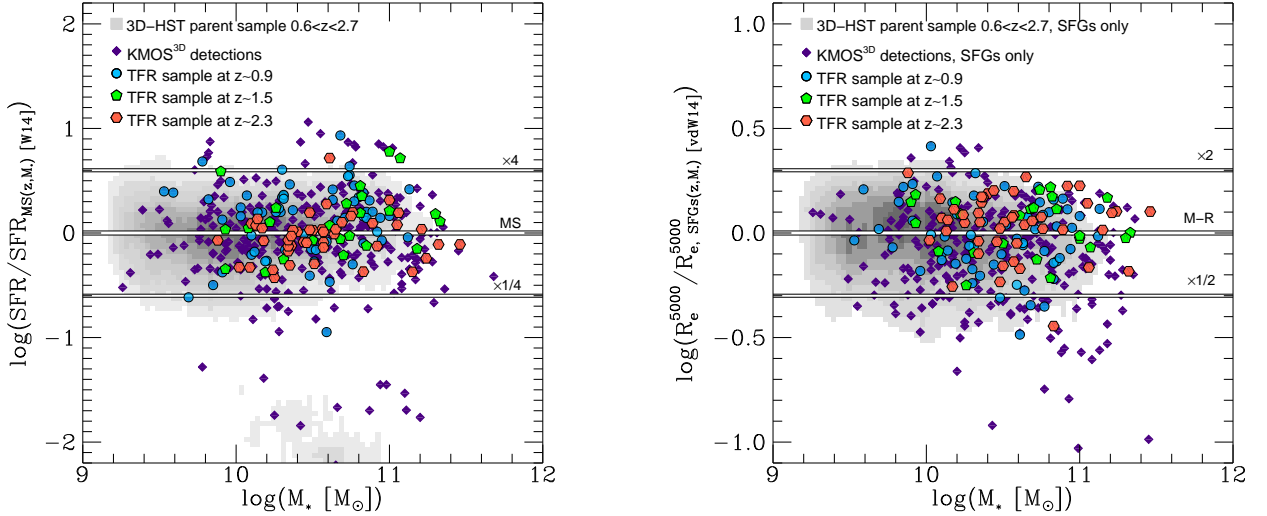 3D-HST parent sample 0.6<z<2.7
KMOS3D detections
TFR sample at z~0.9
TFR sample at z~1.5
TFR sample at z~2.3
×4
MS
×1/4
2
1
0
−1
−2
log(SFR/SFRMS(z,M*) [W14])
9
10
11
12
log(M* [M⊙])
3D-HST parent sample 0.6<z<2.7, SFGs only
KMOS3D detections, SFGs only
TFR sample at z~0.9
TFR sample at z~1.5
TFR sample at z~2.3
×2
M-R
×1/2
1.0
0.5
0.0
−0.5
−1.0
log(Re5000/Re, SFGs(z,M*)5000 [vdW14])
9
10
11
12
log(M* [M⊙])